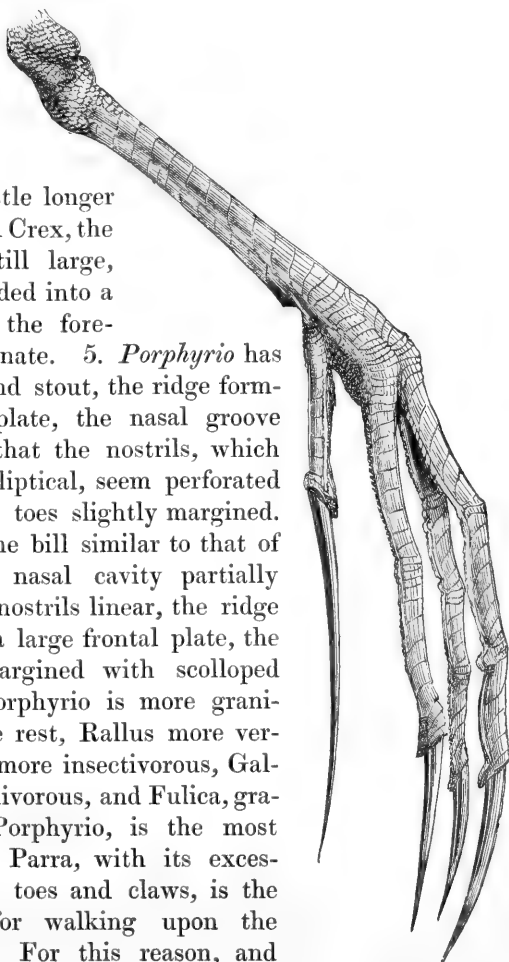 tle longer
Crex, the
till large,
ded into a
the fore-
nate. 5. Porphyrio has
nd stout, the ridge form-
plate, the nasal groove
that the nostrils, which
liptical, seem perforated
toes slightly margined.
ne bill similar to that of
nasal cavity partially
nostrils linear, the ridge
a large frontal plate, the
argined with scolloped
orphyrio is more grani-
e rest, Rallus more ver-
more insectivorous, Gal-
nivorous, and Fulica, gra-
Porphyrio, is the most
Parra, with its exces-
toes and claws, is the
for walking upon the
For this reason, and